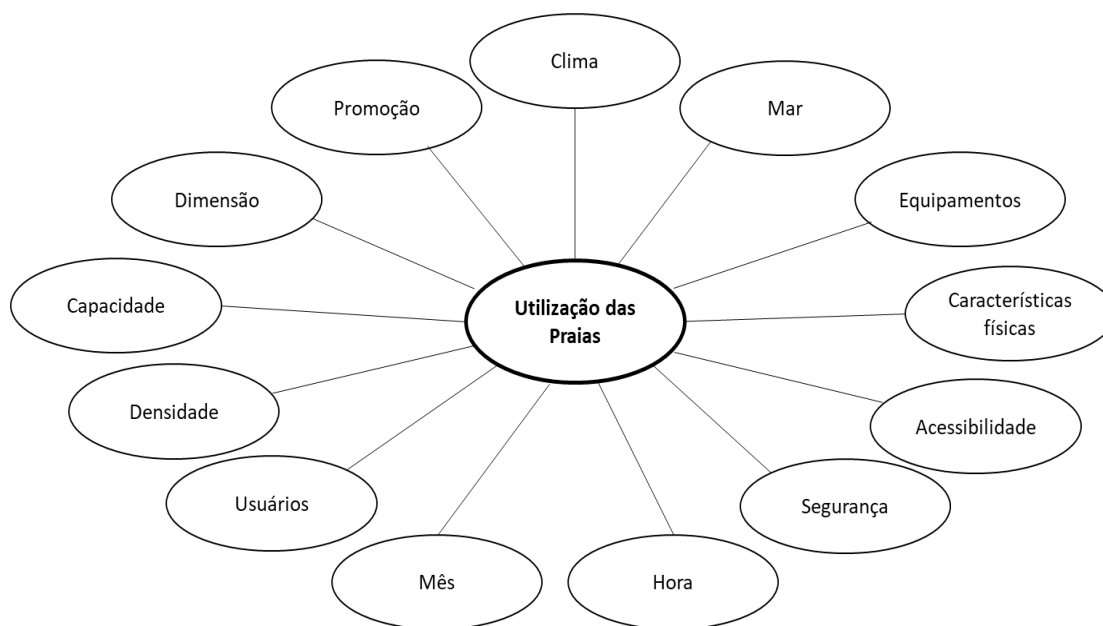 Clima
Promoção
Mar
Dimensão
Equipamentos
Capacidade
Utilização das
Praias
Características
físicas
Densidade
Acessibilidade
Usuários
Segurança
Mês
Hora